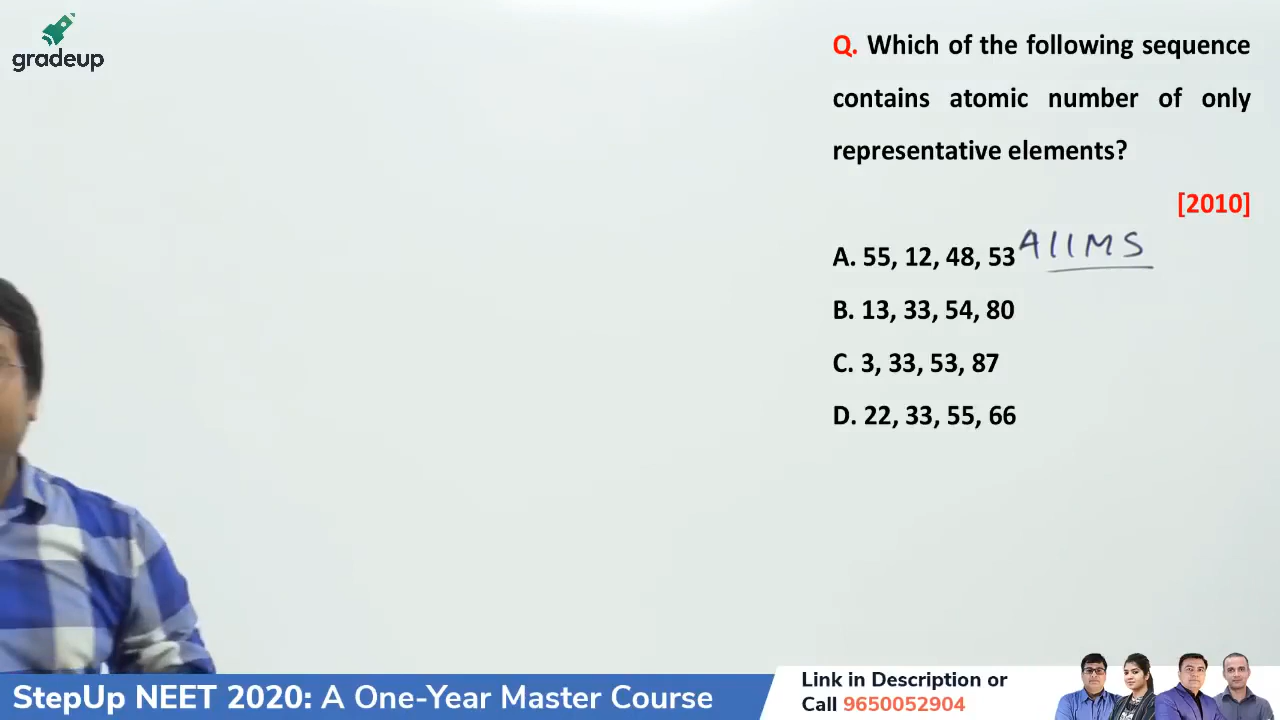 gradeup
Q. Which of the following sequence
contains atomic number of only
representative elements?
[2010]
A. 55, 12, 48, 53
AIIMS
B. 13, 33, 54, 80
C. 3, 33, 53, 87
D. 22, 33, 55, 66
StepUp NEET 2020: A One-Year Master Course
Link in Description or
Call 9650052904